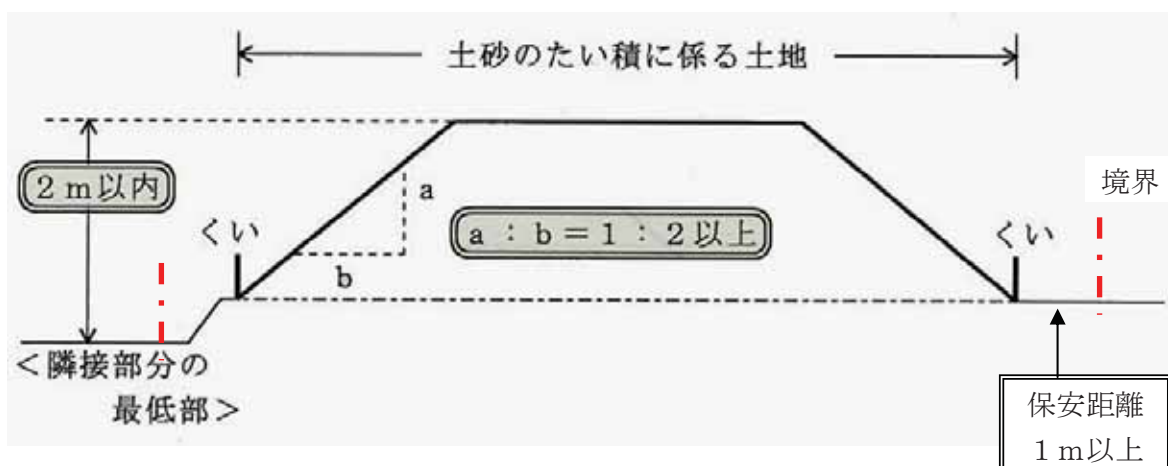 土砂のたい積に係る土地
2m以内
a
境界
くい
a:b=1:2以上
くい
b
<隣接部分の
最低部>
保安距離
1m以上